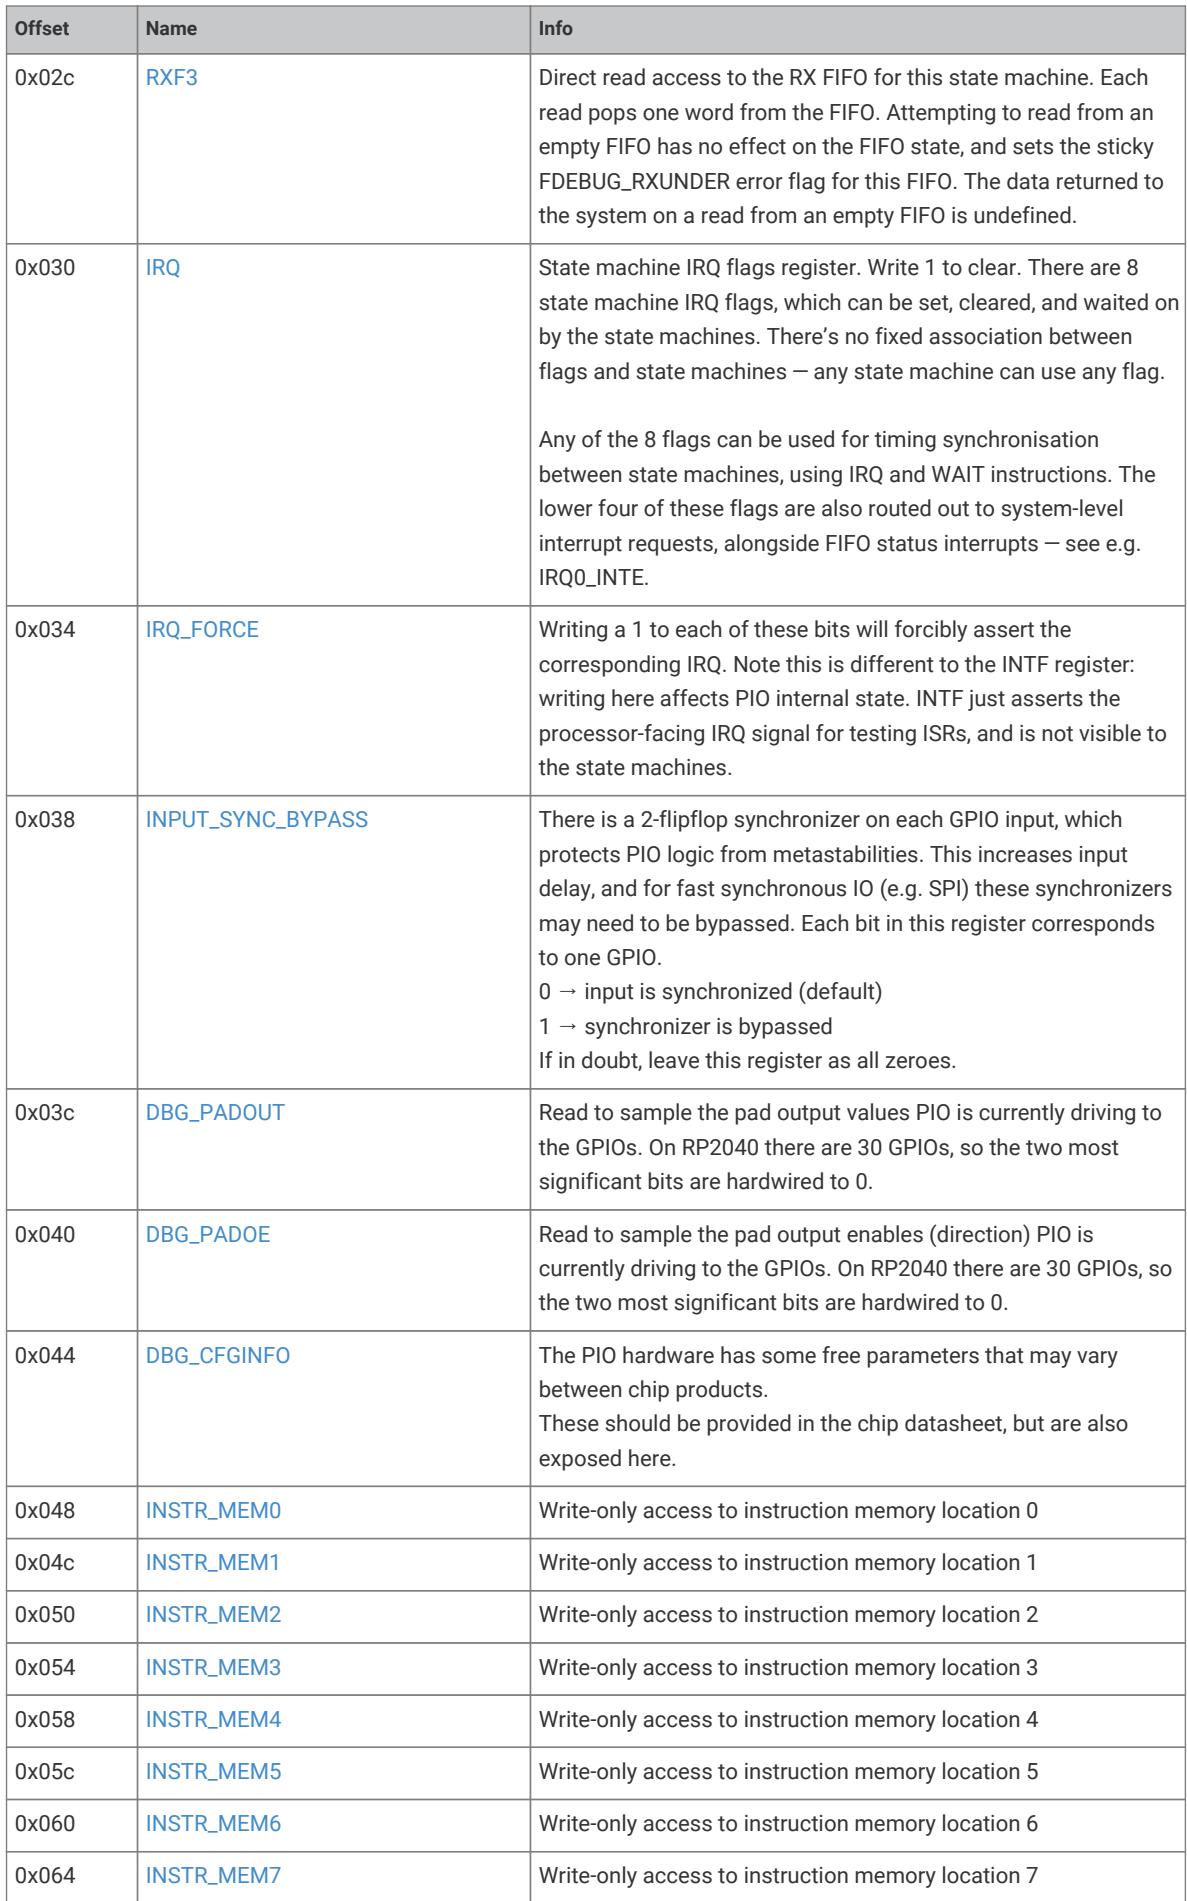 Offset Name Info
0x02c RXF3 Direct read access to the RX FIFO for this state machine. Each
read pops one word from the FIFO. Attempting to read from an
empty FIFO has no effect on the FIFO state, and sets the sticky
FDEBUG_RXUNDER error flag for this FIFO. The data returned to
the system on a read from an empty FIFO is undefined.
0x030 IRQ State machine IRQ flags register. Write 1 to clear. There are 8
state machine IRQ flags, which can be set, cleared, and waited on
by the state machines. There’s no fixed association between
flags and state machines — any state machine can use any flag.
Any of the 8 flags can be used for timing synchronisation
between state machines, using IRQ and WAIT instructions. The
lower four of these flags are also routed out to system-level
interrupt requests, alongside FIFO status interrupts — see e.g.
IRQ0_INTE.
0x034 IRQ_FORCE Writing a 1 to each of these bits will forcibly assert the
corresponding IRQ. Note this is different to the INTF register:
writing here affects PIO internal state. INTF just asserts the
processor-facing IRQ signal for testing ISRs, and is not visible to
the state machines.
0x038 INPUT_SYNC_BYPASS There is a 2-flipflop synchronizer on each GPIO input, which
protects PIO logic from metastabilities. This increases input
delay, and for fast synchronous IO (e.g. SPI) these synchronizers
may need to be bypassed. Each bit in this register corresponds
to one GPIO.
0 → input is synchronized (default)
1 → synchronizer is bypassed
If in doubt, leave this register as all zeroes.
0x03c DBG_PADOUT Read to sample the pad output values PIO is currently driving to
the GPIOs. On RP2040 there are 30 GPIOs, so the two most
significant bits are hardwired to 0.
0x040 DBG_PADOE Read to sample the pad output enables (direction) PIO is
currently driving to the GPIOs. On RP2040 there are 30 GPIOs, so
the two most significant bits are hardwired to 0.
0x044 DBG_CFGINFO The PIO hardware has some free parameters that may vary
between chip products.
These should be provided in the chip datasheet, but are also
exposed here.
0x048 INSTR_MEM0 Write-only access to instruction memory location 0
0x04c INSTR_MEM1 Write-only access to instruction memory location 1
0x050 INSTR_MEM2 Write-only access to instruction memory location 2
0x054 INSTR_MEM3 Write-only access to instruction memory location 3
0x058 INSTR_MEM4 Write-only access to instruction memory location 4
0x05c INSTR_MEM5 Write-only access to instruction memory location 5
0x060 INSTR_MEM6 Write-only access to instruction memory location 6
0x064 INSTR_MEM7 Write-only access to instruction memory location 7